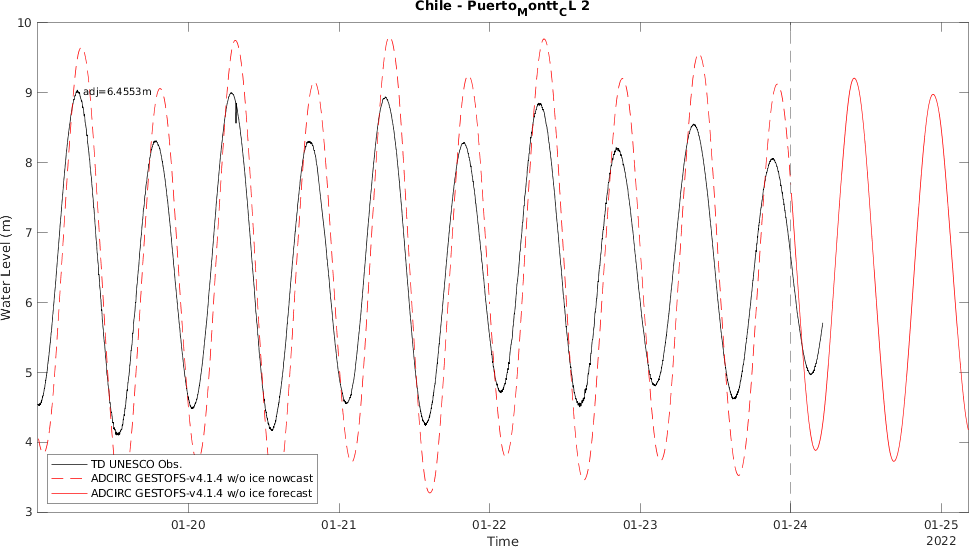 Chile - Puerto_Montt_CL 2
10
9
8
7
6
5
4
3
Water Level (m)
adj=6.4553m
TD UNESCO Obs.
ADCIRC GESTOFS-v4.1.4 w/o ice nowcast
ADCIRC GESTOFS-v4.1.4 w/o ice forecast
01-20 01-21 01-22 01-23 01-24 01-25
Time
2022